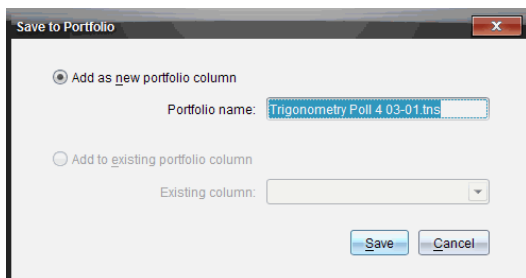 Save to Portfolio
Add as new portfolio column
Portfolio name: Trigonometry Poll 4 03-01.tns
Add to existing portfolio column
Existing column:
Save Cancel